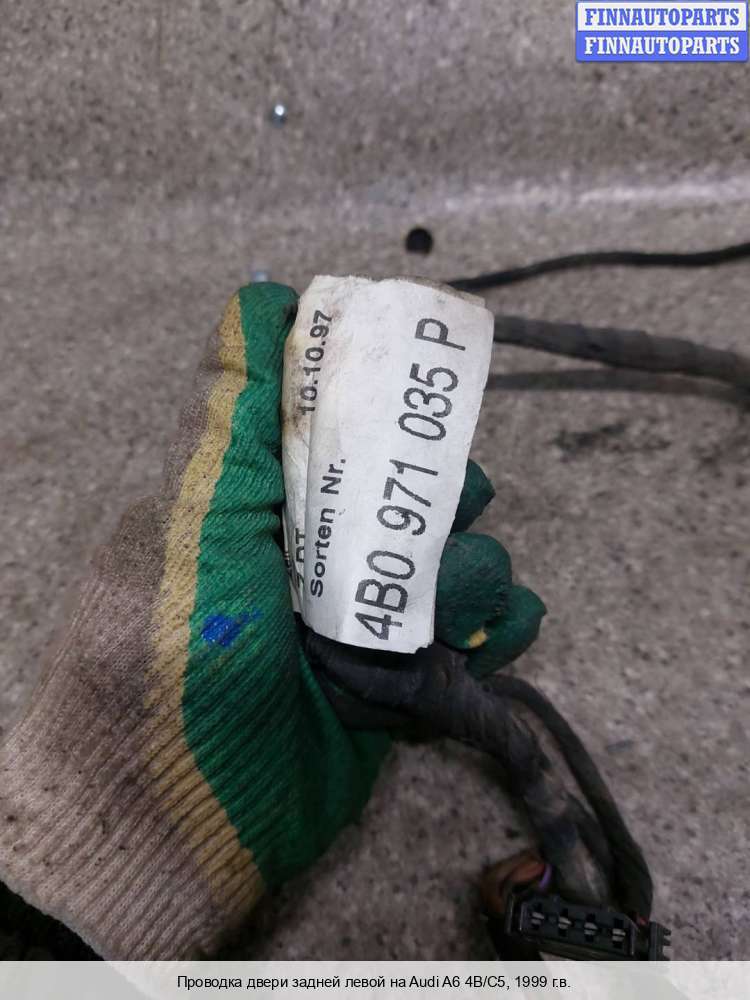 FINNAUTOPARTS
FINNAUTOPARTS
10.10.97
Sorten Nr.
4B0 971 035 P
Проводка двери задней левой на Audi A6 4B/C5, 1999 г.в.